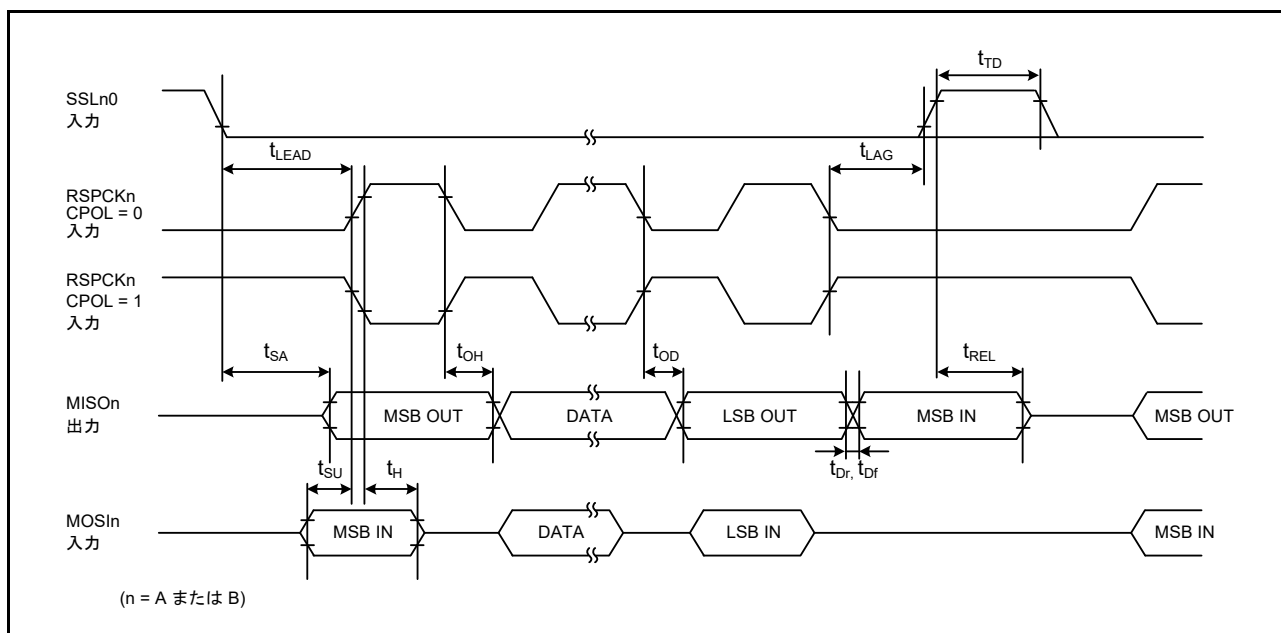 tTD
SSLn0
入力
tLEAD
tLAG
RSPCKn
CPOL = 0
入力
RSPCKn
CPOL = 1
入力
tSA
tOH
tOD
tREL
MISOn
出力
MSB OUT
DATA
LSB OUT
MSB IN
MSB OUT
tSU
tH
tDr, tDf
MOSIn
入力
MSB IN
DATA
LSB IN
MSB IN
(n = A または B)